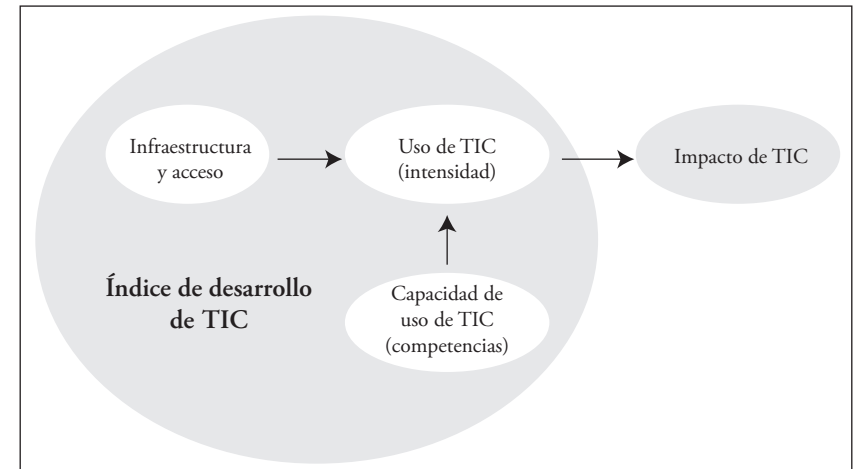 Infraestructura
y acceso
Uso de TIC
(intensidad)
Impacto de TIC
Índice de desarrollo
de TIC
Capacidad de
uso de TIC
(competencias)